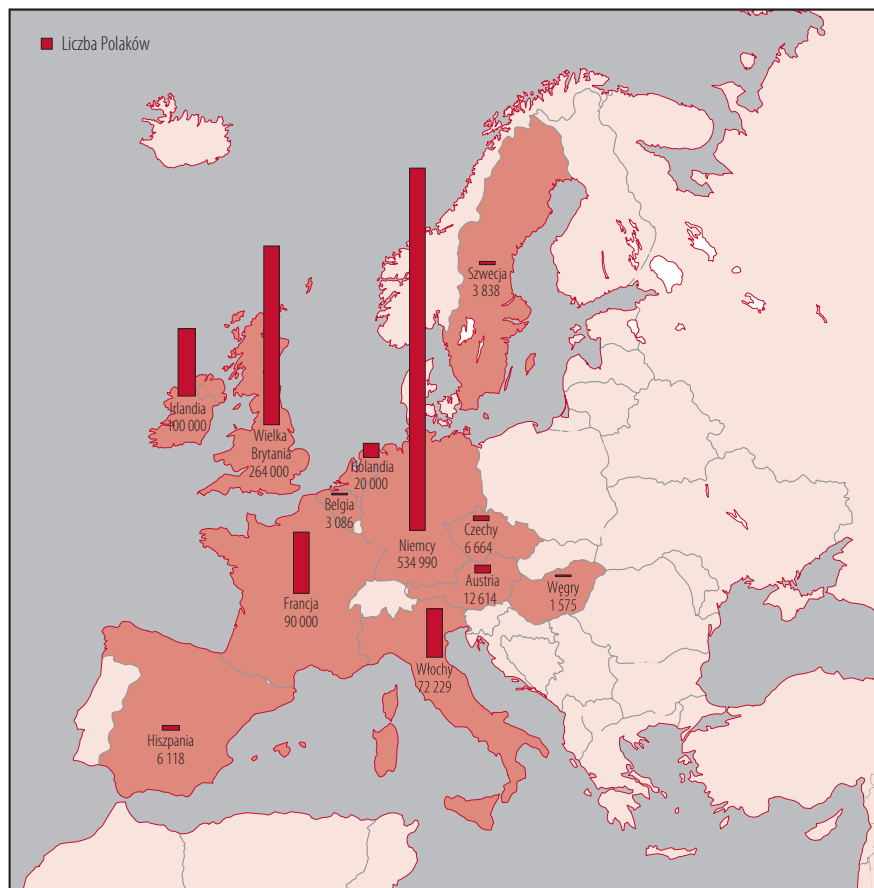 Liczba Polaków
Szwecja
3 838
Irlandia
100 000
Wielka
Brytania
264 000
Holandia
20 000
Belgia
3 086
Niemcy
534 990
Czechy
6 664
Austria
12 614
Węgry
1 575
Francja
90 000
Włochy
72 229
Hiszpania
6 118